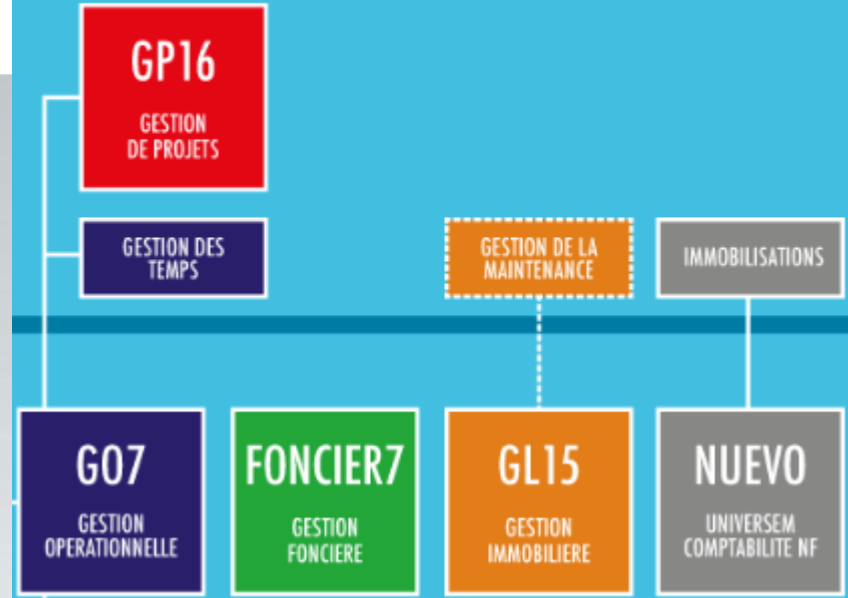 GP16
GESTION
DE PROJETS
GESTION DES
TEMPS
GESTION DE LA
MAINTENANCE
IMMOBILISATIONS
GO7
GESTION
OPERATIONNELLE
FONCIER7
GESTION
FONCIERE
GL15
GESTION
IMMOBILIERE
NUEVO
UNIVERSEM
COMPTABILITE NF